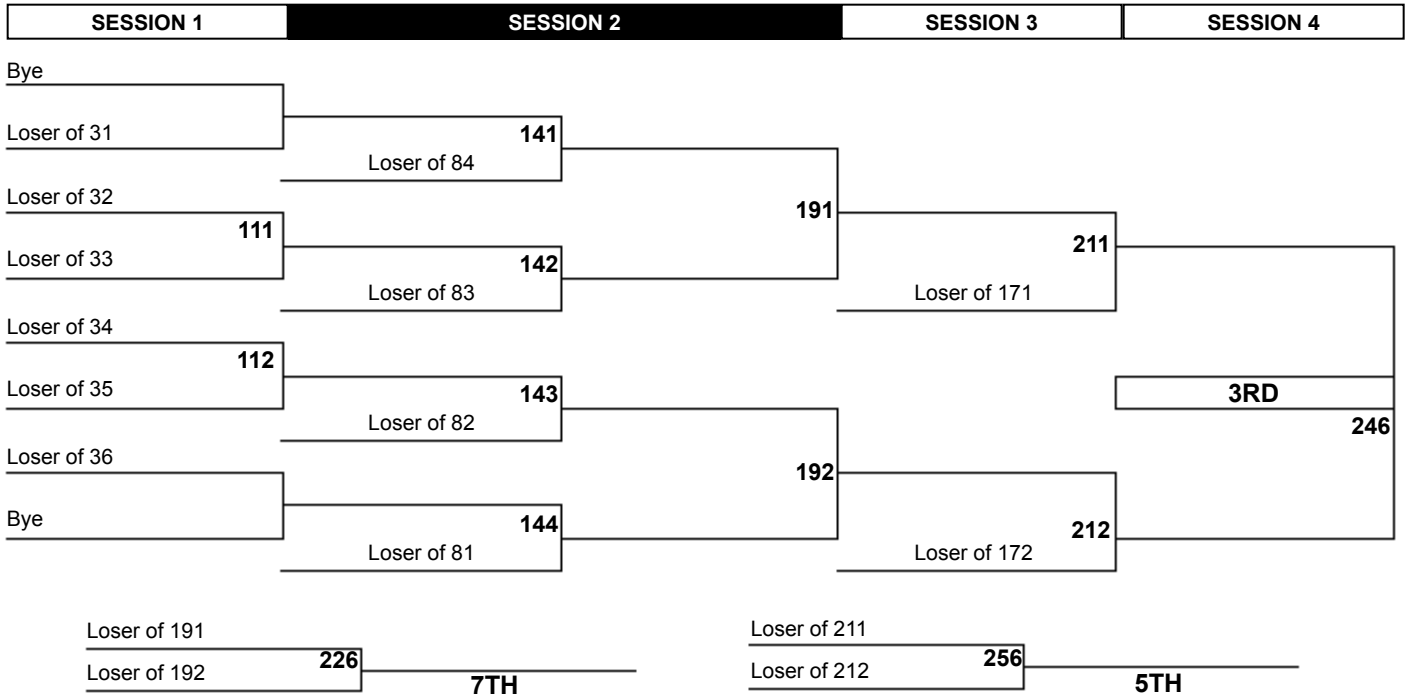 SESSION 1 SESSION 2 SESSION 3 SESSION 4
Bye
Loser of 31
141
Loser of 84
Loser of 32
191
111
211
Loser of 33
142
Loser of 83
Loser of 171
Loser of 34
112
Loser of 35
143
3RD
Loser of 82
246
Loser of 36
192
Bye
144
212
Loser of 81
Loser of 172
Loser of 191
226
Loser of 192
7TH
Loser of 211
256
Loser of 212
5TH